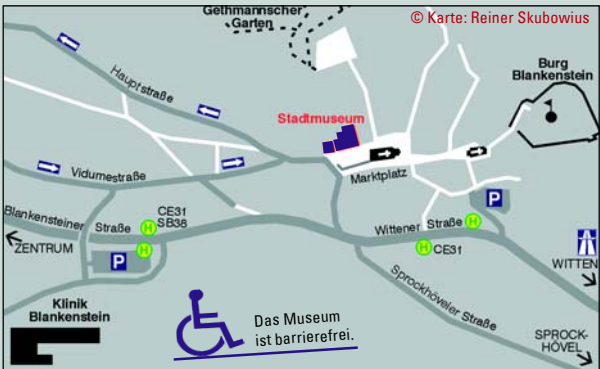 Gethmannscher
Garten
© Karte: Reiner Skubowius
Burg
Blankenstein
Hauptstraße
Stadtmuseum
Marktplatz
Vidumestraße
P
Blankensteiner Straße
CE31
SB38
H
Wittener Straße
H
ZENTRUM
H
P
H
CE31
WITTEN
Klinik
Blankenstein
Sprockhöveler Straße
Das Museum
ist barrierefrei.
SPROCK-
HÖVEL